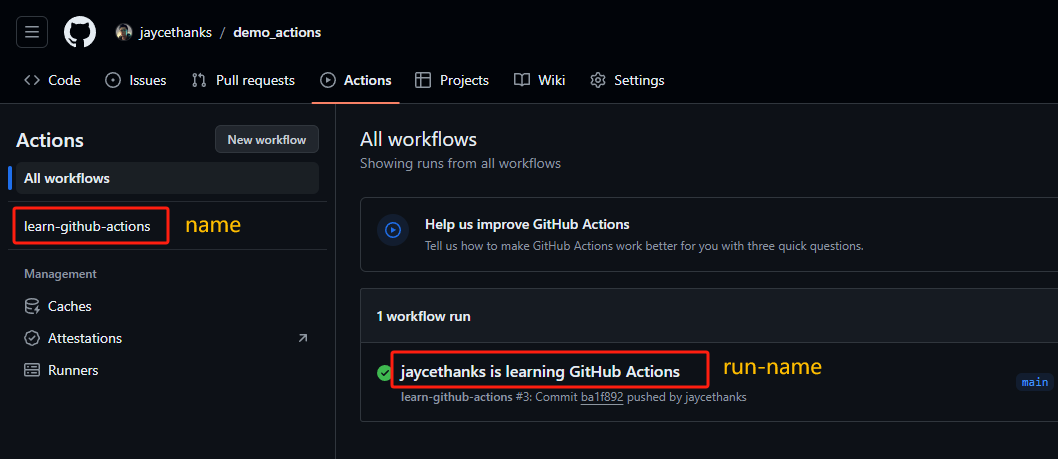 jaycethanks / demo_actions
Code Issues Pull requests Actions Projects Wiki Settings
Actions
New workflow
All workflows
learn-github-actions
name
Management
Caches
Attestations
Runners
All workflows
Showing runs from all workflows
Help us improve GitHub Actions
Tell us how to make GitHub Actions work better for you with three quick questions.
1 workflow run
jaycethanks is learning GitHub Actions
run-name
main
learn-github-actions #3: Commit ba1f892 pushed by jaycethanks